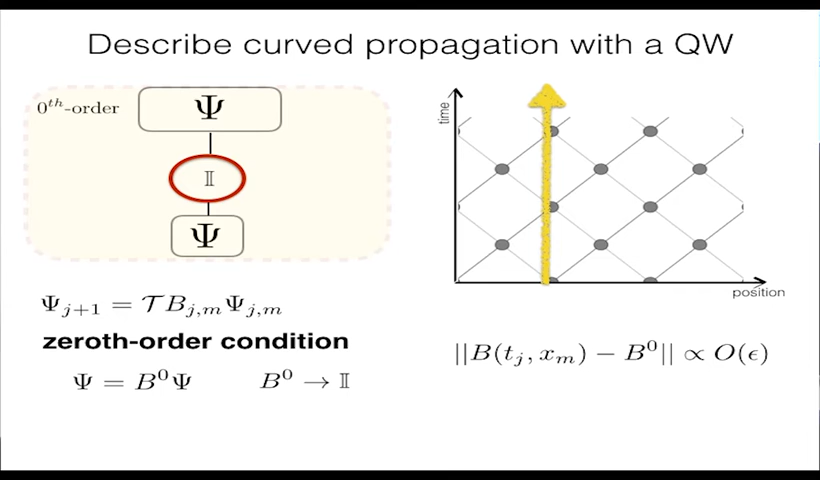 Describe curved propagation with a QW
0^{th}-order
Ψ
𝕀
Ψ
Ψ_{j+1} = 𝒯 B_{j,m} Ψ_{j,m}
zeroth-order condition
Ψ = B^0 Ψ    B^0 → 𝕀
time
position
||B(t_j, x_m) − B^0|| ∝ O(ϵ)